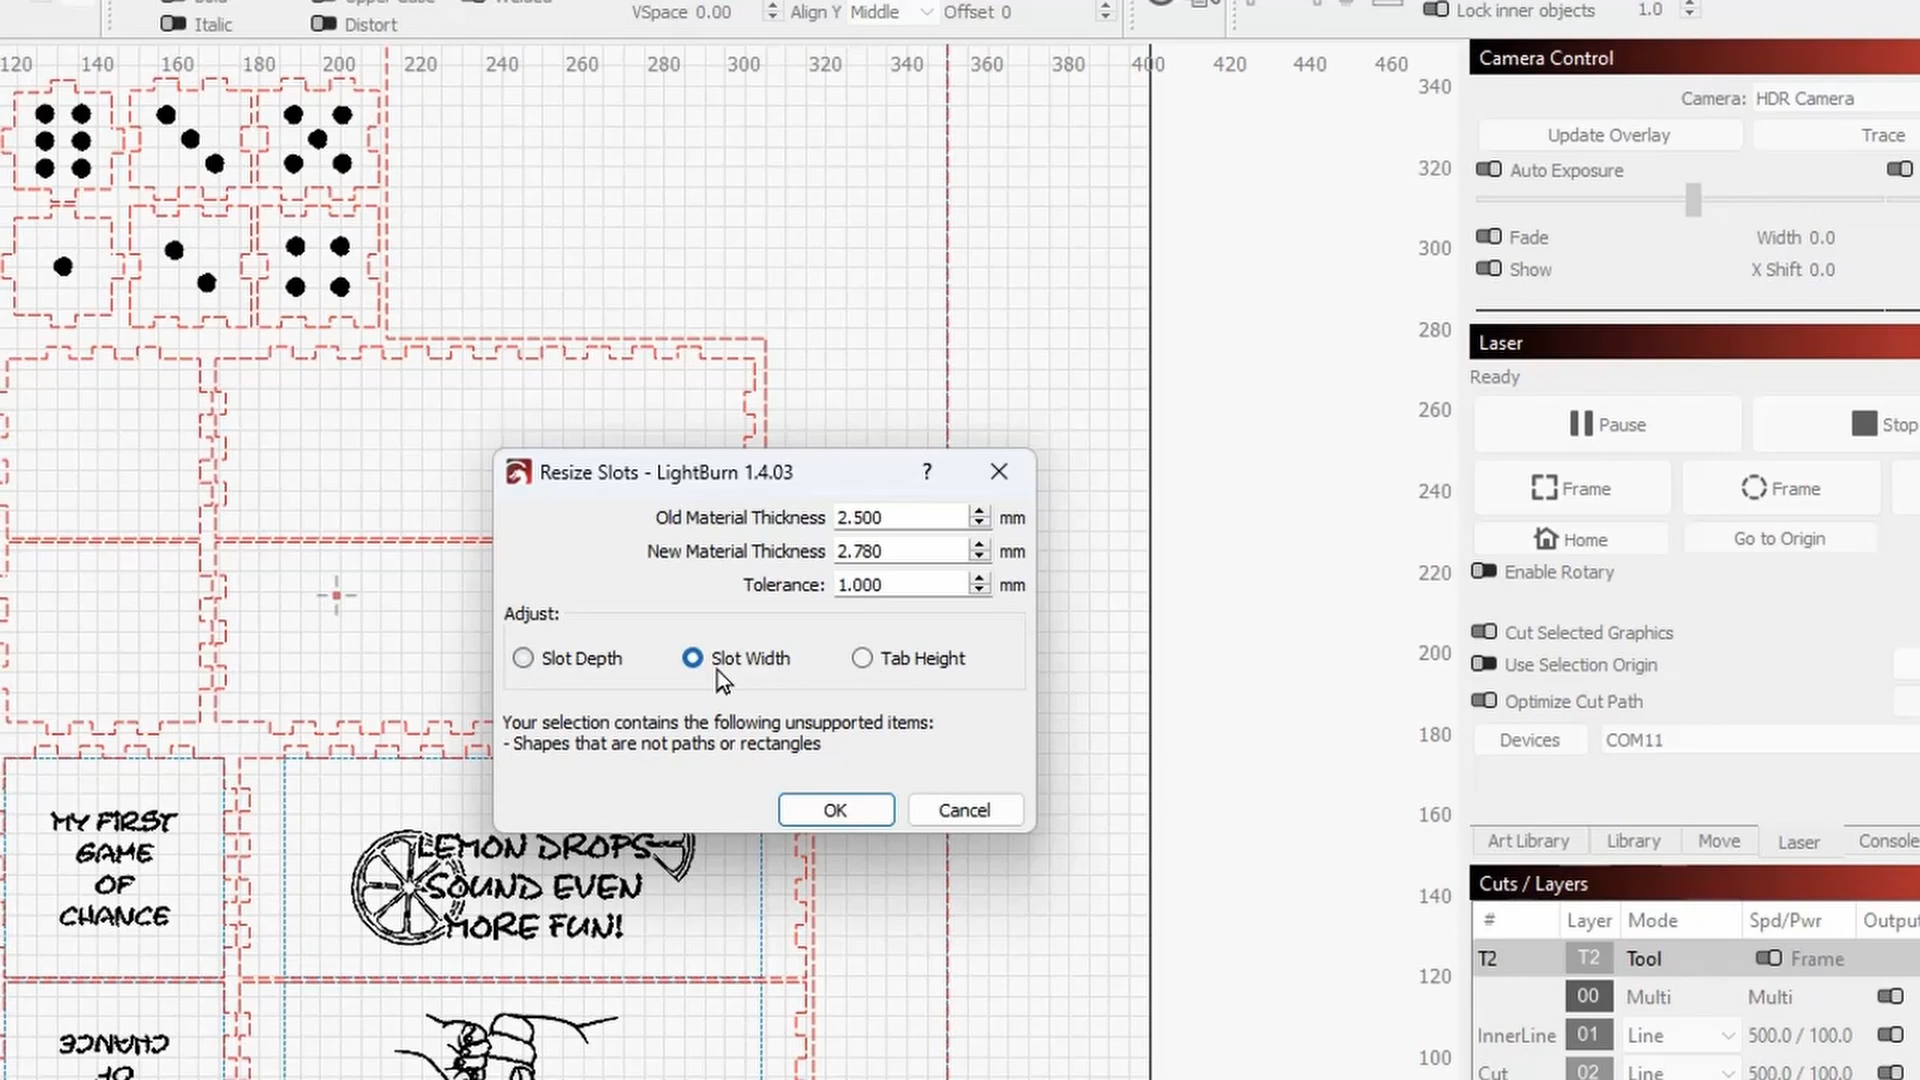 Italic
Distort
VSpace 0.00
Align Y Middle
Offset 0
Lock inner objects
1.0
120 140 160 180 200 220 240 260 280 300 320 340 360 380 400 420 440 460
340
320
300
280
260
240
220
200
180
160
140
120
100
Camera Control
Camera: HDR Camera
Update Overlay
Trace
Auto Exposure
Fade
Width 0.0
Show
X Shift 0.0
Laser
Ready
Pause
Stop
Frame
Frame
Home
Go to Origin
Enable Rotary
Cut Selected Graphics
Use Selection Origin
Optimize Cut Path
Devices
COM11
Art Library
Library
Move
Laser
Console
Cuts / Layers
# Layer Mode Spd/Pwr Output
T2 T2 Tool Frame
00 Multi Multi
InnerLine 01 Line 500.0 / 100.0
Cut 02 Line 500.0 / 100.0
Resize Slots - LightBurn 1.4.03
?
Old Material Thickness 2.500 mm
New Material Thickness 2.780 mm
Tolerance: 1.000 mm
Adjust:
Slot Depth
Slot Width
Tab Height
Your selection contains the following unsupported items:
- Shapes that are not paths or rectangles
OK
Cancel
MY FIRST
GAME
OF
CHANCE
LEMON DROPS
SOUND EVEN
MORE FUN!
CHANCE
OF